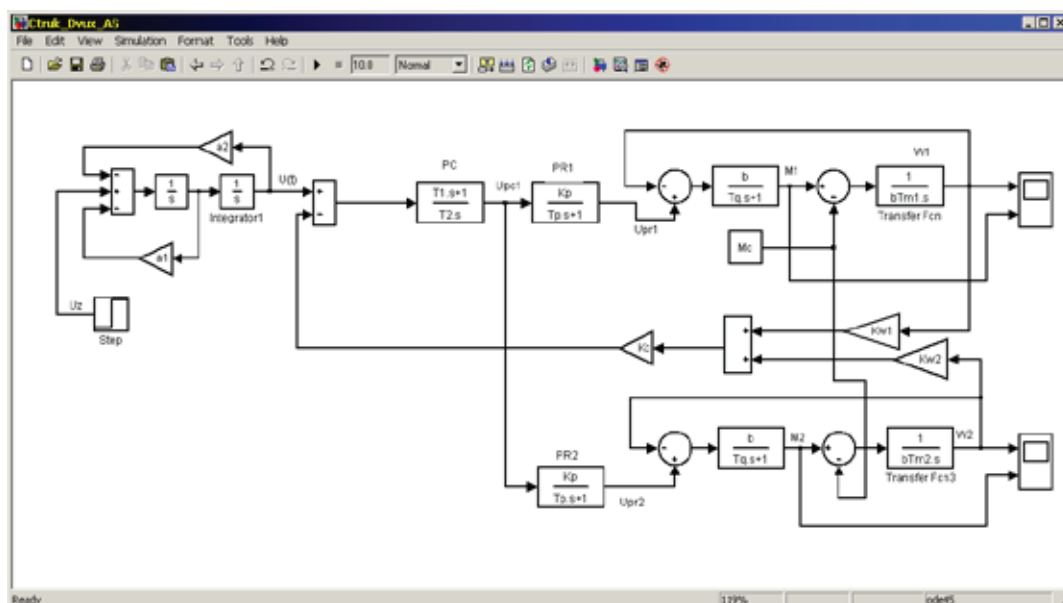 Ctruk_Dvux_AS
File Edit View Simulation Format Tools Help
10.0 Normal
a2
U(t)
1
s
1
s
Integrator1
a1
Uz
Step
PC
T1.s+1
T2.s
Upc1
PR1
Kp
Tp.s+1
Upr1
b
Tq.s+1
M1
W1
1
bTm1.s
Transfer Fcn
Mc
Kw1
Kw2
Kc
PR2
Kp
Tp.s+1
Upr2
b
Tq.s+1
M2
W2
1
bTm2.s
Transfer Fcn3
Ready 119% ode45